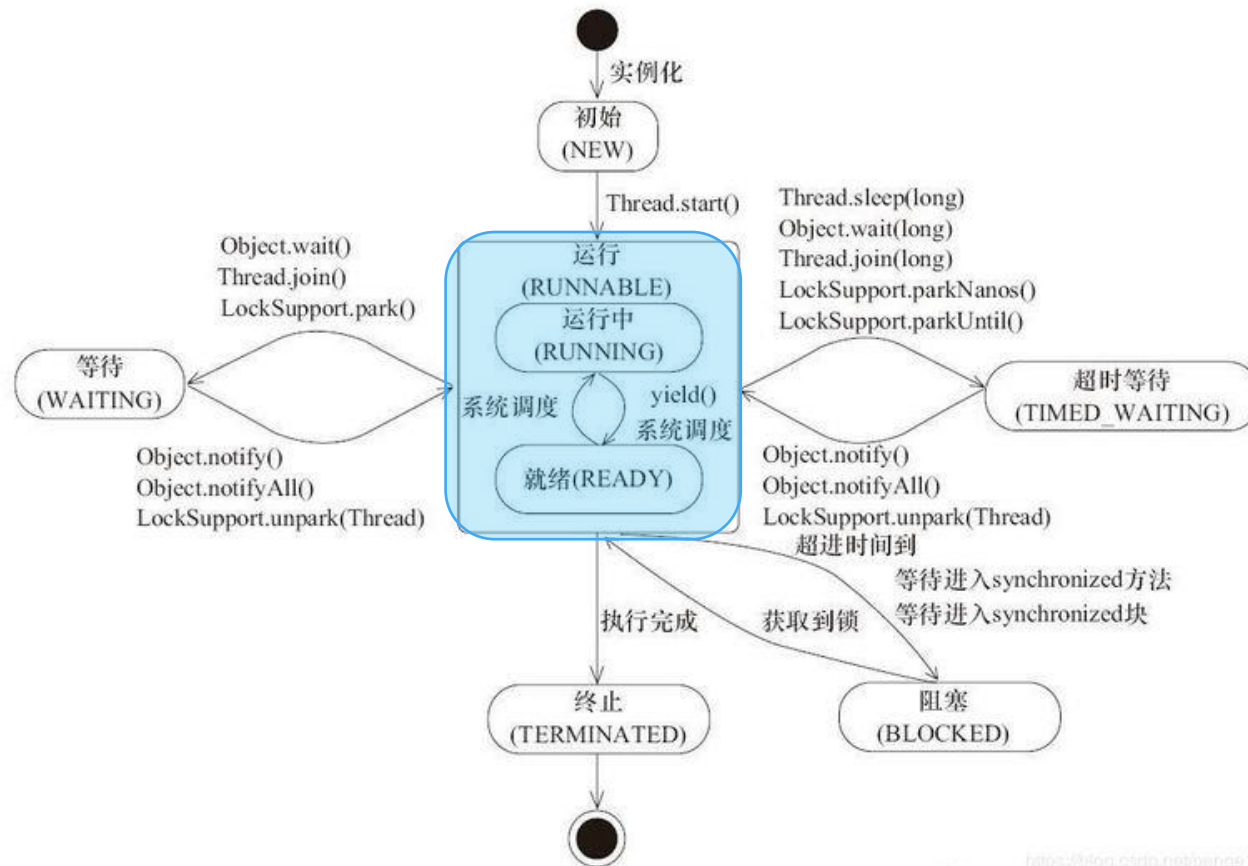 实例化
初始
(NEW)
Thread.start()
Thread.sleep(long)
Object.wait(long)
Thread.join(long)
LockSupport.parkNanos()
LockSupport.parkUntil()
Object.wait()
Thread.join()
LockSupport.park()
运行
(RUNNABLE)
运行中
(RUNNING)
等待
(WAITING)
系统调度
yield()
系统调度
超时等待
(TIMED_WAITING)
就绪(READY)
Object.notify()
Object.notifyAll()
LockSupport.unpark(Thread)
Object.notify()
Object.notifyAll()
LockSupport.unpark(Thread)
超进时间到
等待进入synchronized方法
等待进入synchronized块
执行完成
获取到锁
终止
(TERMINATED)
阻塞
(BLOCKED)